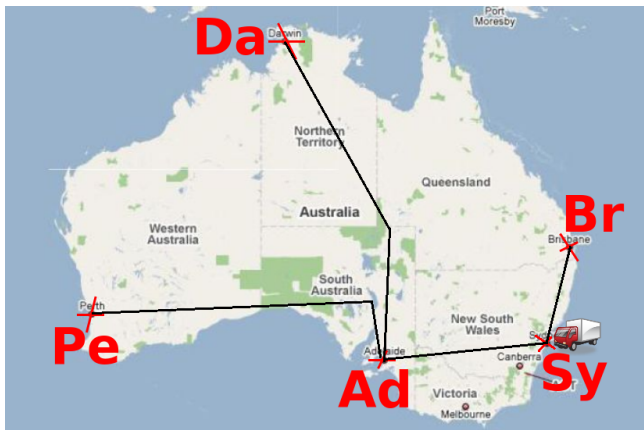 Port
Moresby
Darwin
Da
Northern
Territory
Queensland
Australia
Western
Australia
Br
Brisbane
South
Australia
Perth
Pe
New South
Wales
Adelaide
Ad
Canberra
Sy
Victoria
Melbourne